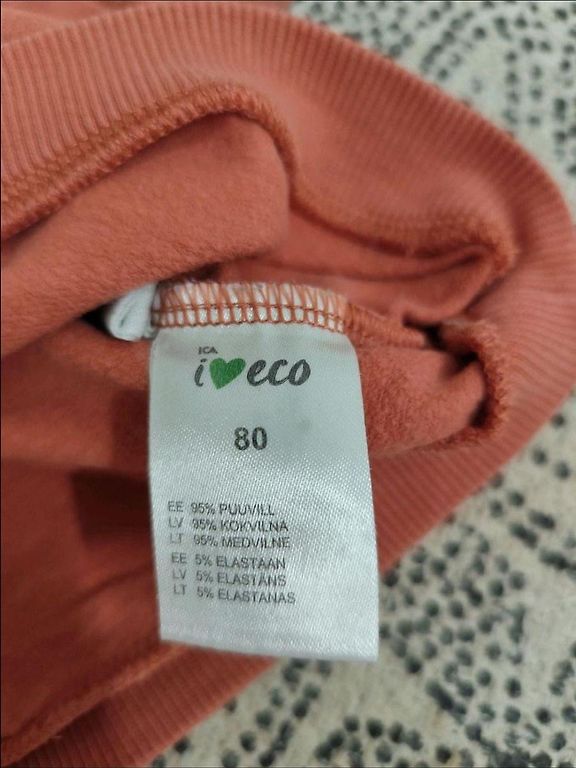 ICA
i♥eco
80
EE 95% PUUVILL
LV 95% KOKVILNA
LT 95% MEDVILNE
EE 5% ELASTAAN
LV 5% ELASTĀNS
LT 5% ELASTANAS